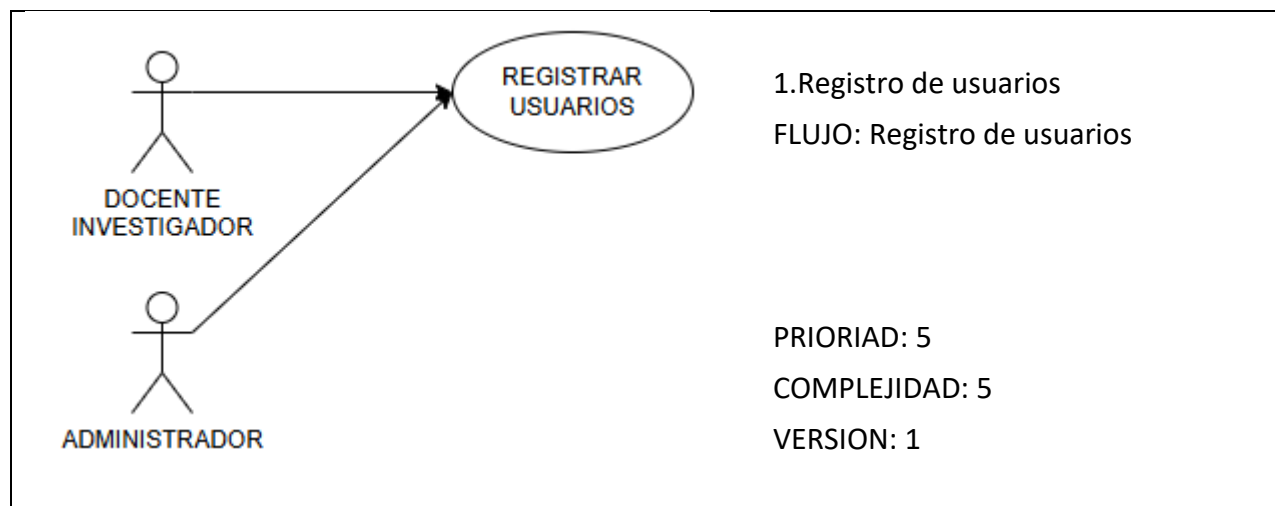 REGISTRAR
USUARIOS
DOCENTE
INVESTIGADOR
ADMINISTRADOR
1.Registro de usuarios
FLUJO: Registro de usuarios
PRIORIAD: 5
COMPLEJIDAD: 5
VERSION: 1